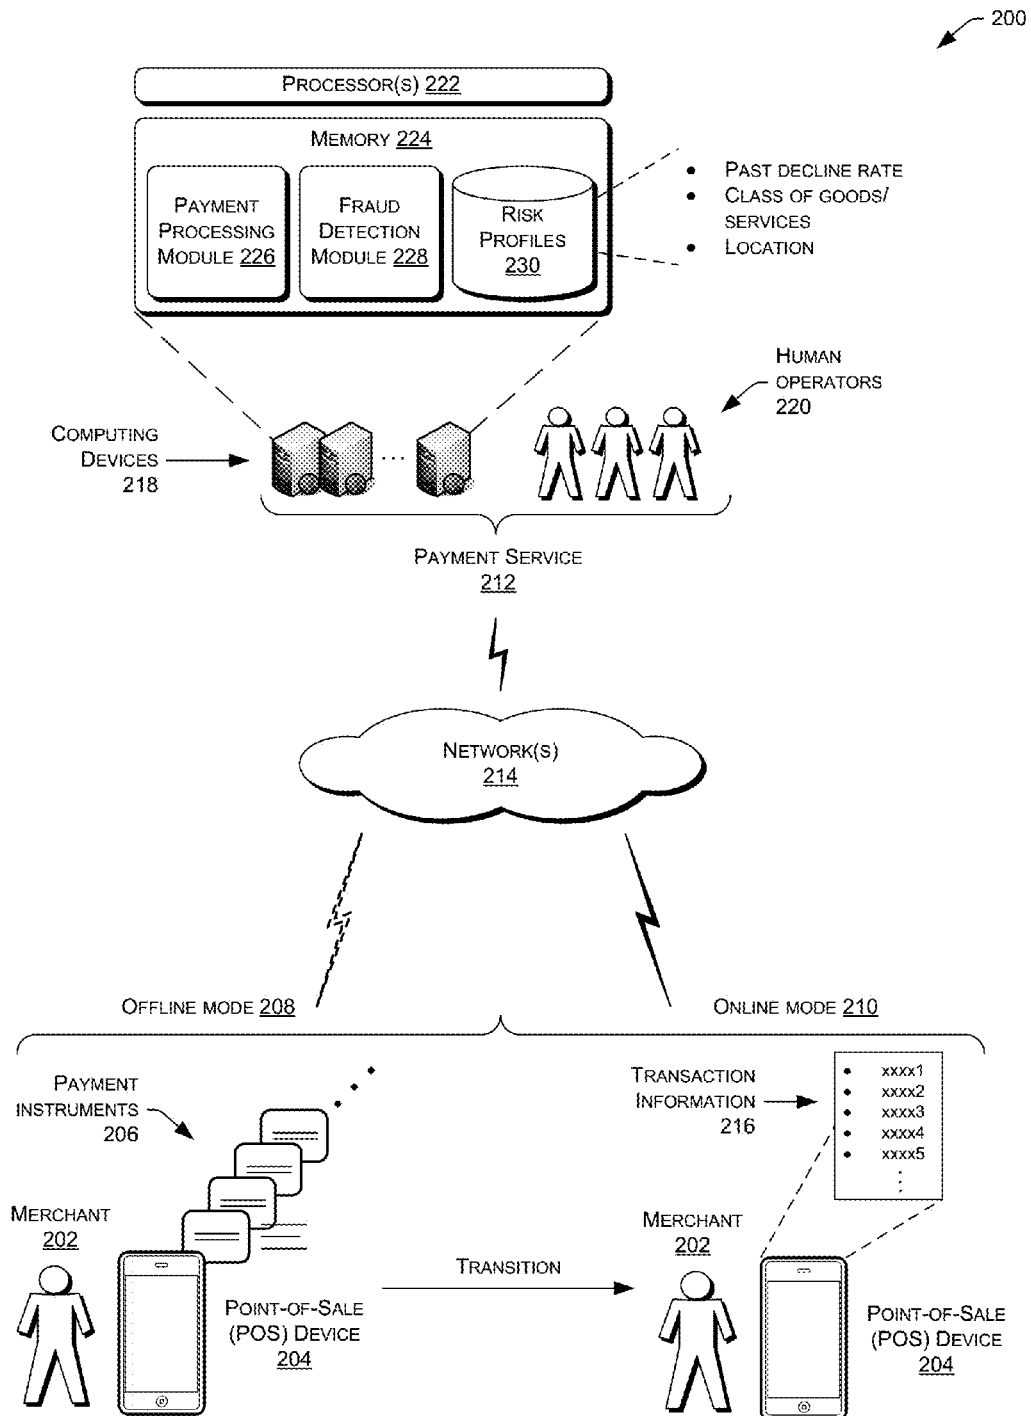 200
PROCESSOR(S) 222
MEMORY 224
PAYMENT
PROCESSING
MODULE 226
FRAUD
DETECTION
MODULE 228
RISK
PROFILES
230
• PAST DECLINE RATE
• CLASS OF GOODS/
SERVICES
• LOCATION
HUMAN
OPERATORS
220
COMPUTING
DEVICES
218
PAYMENT SERVICE
212
NETWORK(S)
214
OFFLINE MODE 208
ONLINE MODE 210
PAYMENT
INSTRUMENTS
206
TRANSACTION
INFORMATION
216
• xxxx1
• xxxx2
• xxxx3
• xxxx4
• xxxx5
MERCHANT
202
POINT-OF-SALE
(POS) DEVICE
204
TRANSITION
MERCHANT
202
POINT-OF-SALE
(POS) DEVICE
204